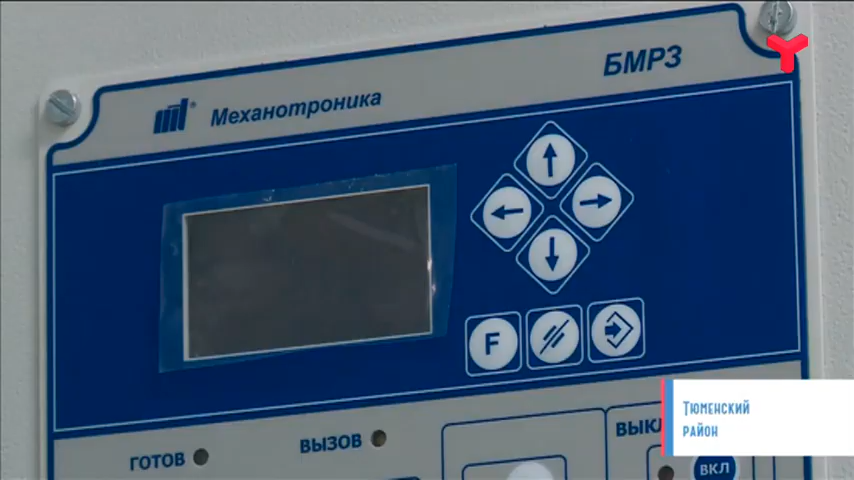 БМРЗ
Механотроника
F
ГОТОВ
ВЫЗОВ
ВЫКЛ
ВКЛ
Тюменский
район